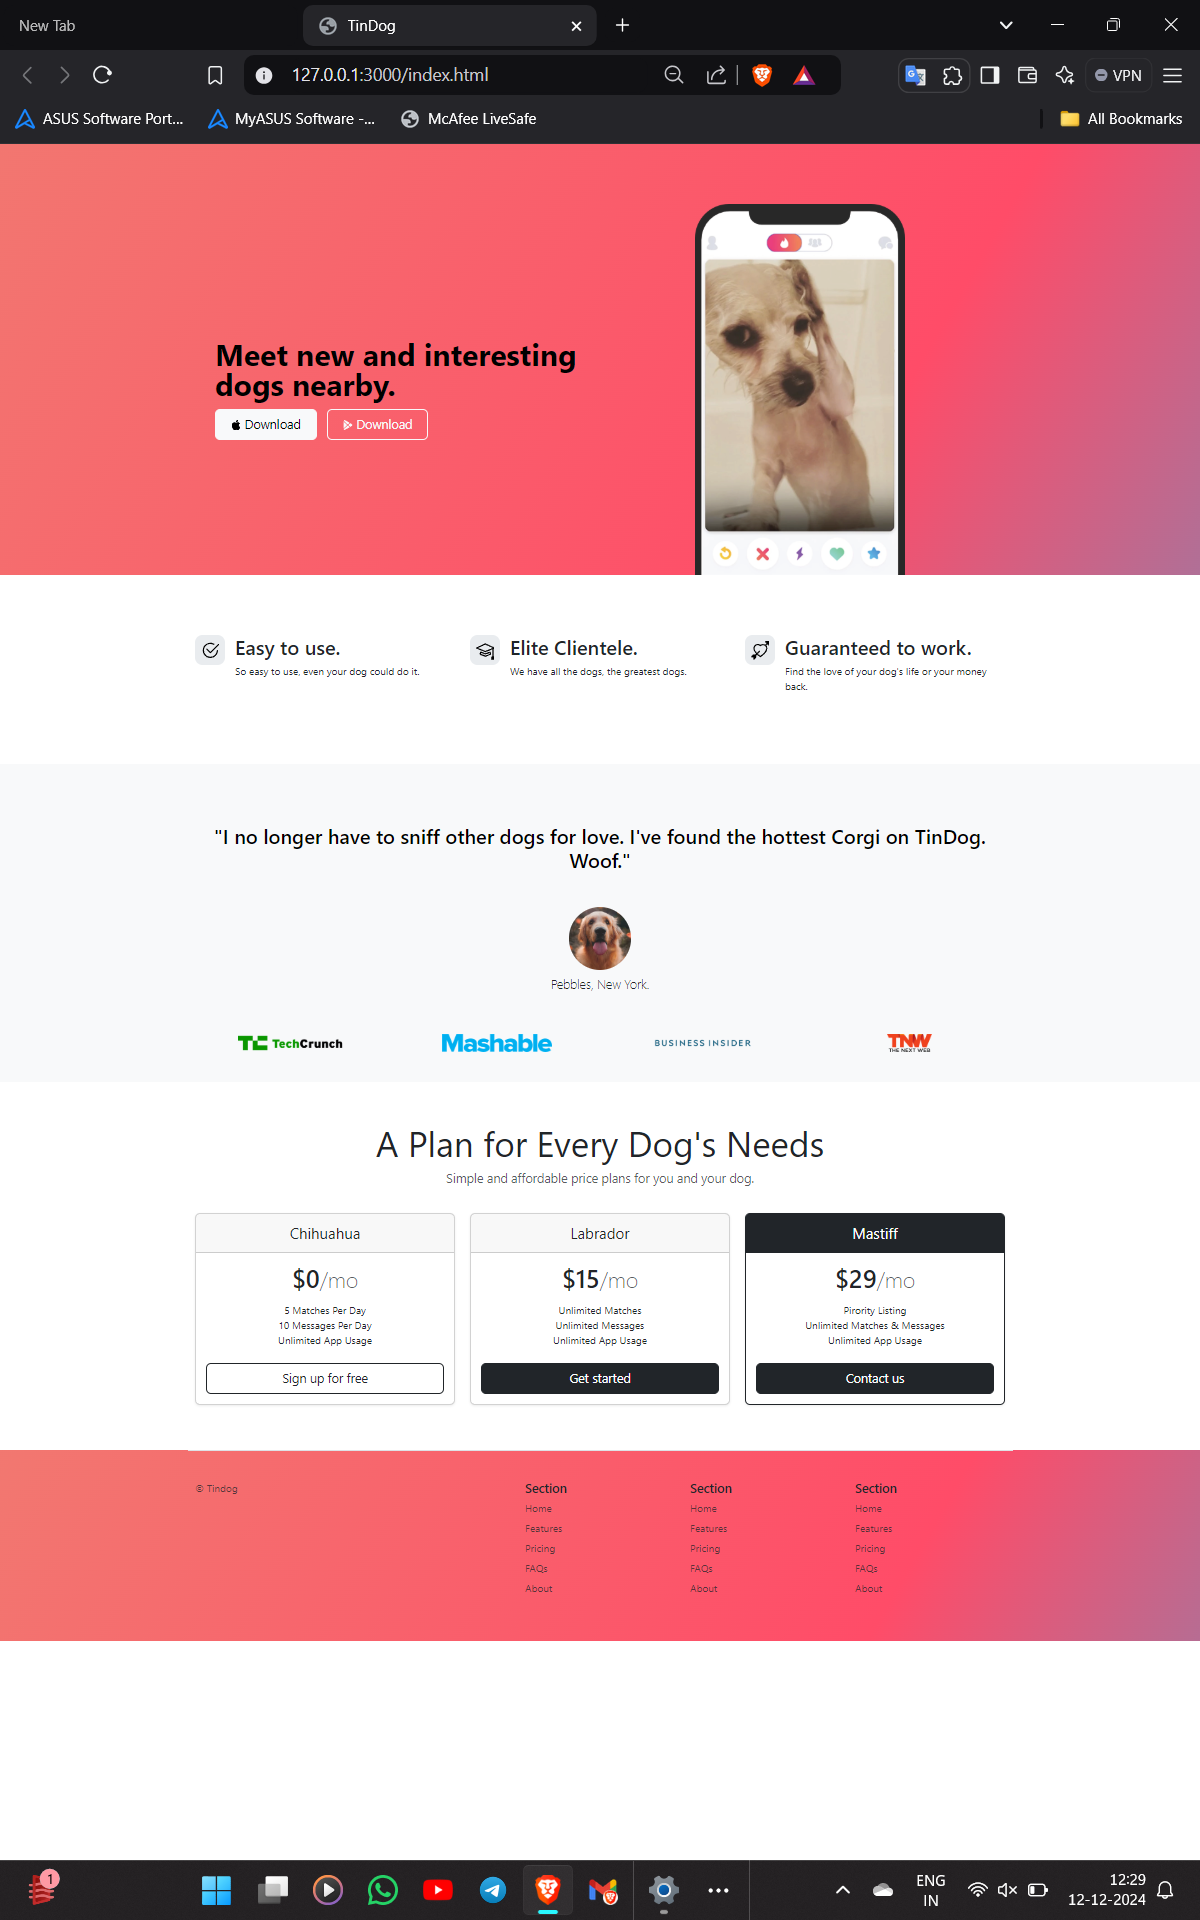 New Tab
TinDog
127.0.0.1:3000/index.html
VPN
ASUS Software Port...
MyASUS Software -...
McAfee LiveSafe
All Bookmarks
Meet new and interesting
dogs nearby.
Download
Download
Easy to use.
So easy to use, even your dog could do it.
Elite Clientele.
We have all the dogs, the greatest dogs.
Guaranteed to work.
Find the love of your dog's life or your money
back.
"I no longer have to sniff other dogs for love. I've found the hottest Corgi on TinDog.
Woof."
Pebbles, New York.
TC TechCrunch
Mashable
BUSINESS INSIDER
TNW
THE NEXT WEB
A Plan for Every Dog's Needs
Simple and affordable price plans for you and your dog.
Chihuahua
$0/mo
5 Matches Per Day
10 Messages Per Day
Unlimited App Usage
Sign up for free
Labrador
$15/mo
Unlimited Matches
Unlimited Messages
Unlimited App Usage
Get started
Mastiff
$29/mo
Pirority Listing
Unlimited Matches & Messages
Unlimited App Usage
Contact us
© Tindog
Section
Home
Features
Pricing
FAQs
About
Section
Home
Features
Pricing
FAQs
About
Section
Home
Features
Pricing
FAQs
About
1
ENG
IN
12:29
12-12-2024